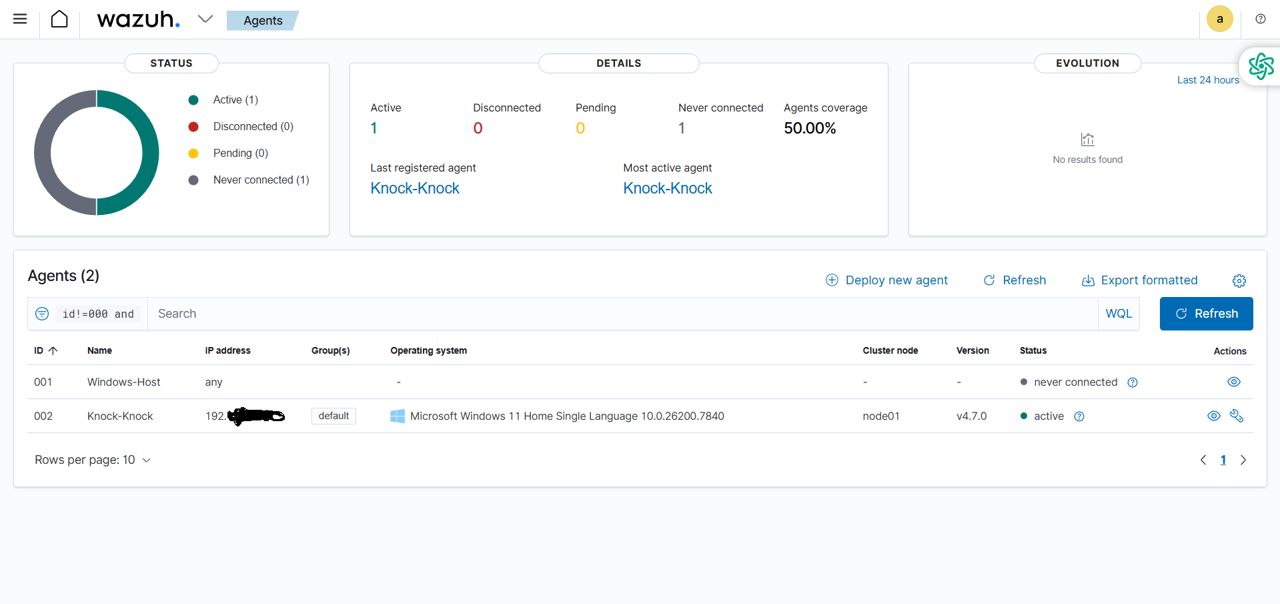 wazuh. Agents a
STATUS
Active (1)
Disconnected (0)
Pending (0)
Never connected (1)
DETAILS
Active Disconnected Pending Never connected Agents coverage
1 0 0 1 50.00%
Last registered agent Most active agent
Knock-Knock Knock-Knock
EVOLUTION
Last 24 hours
No results found
Agents (2) Deploy new agent Refresh Export formatted
id!=000 and Search WQL Refresh
ID Name IP address Group(s) Operating system Cluster node Version Status Actions
001 Windows-Host any - - - never connected
002 Knock-Knock 192. default Microsoft Windows 11 Home Single Language 10.0.26200.7840 node01 v4.7.0 active
Rows per page: 10 1